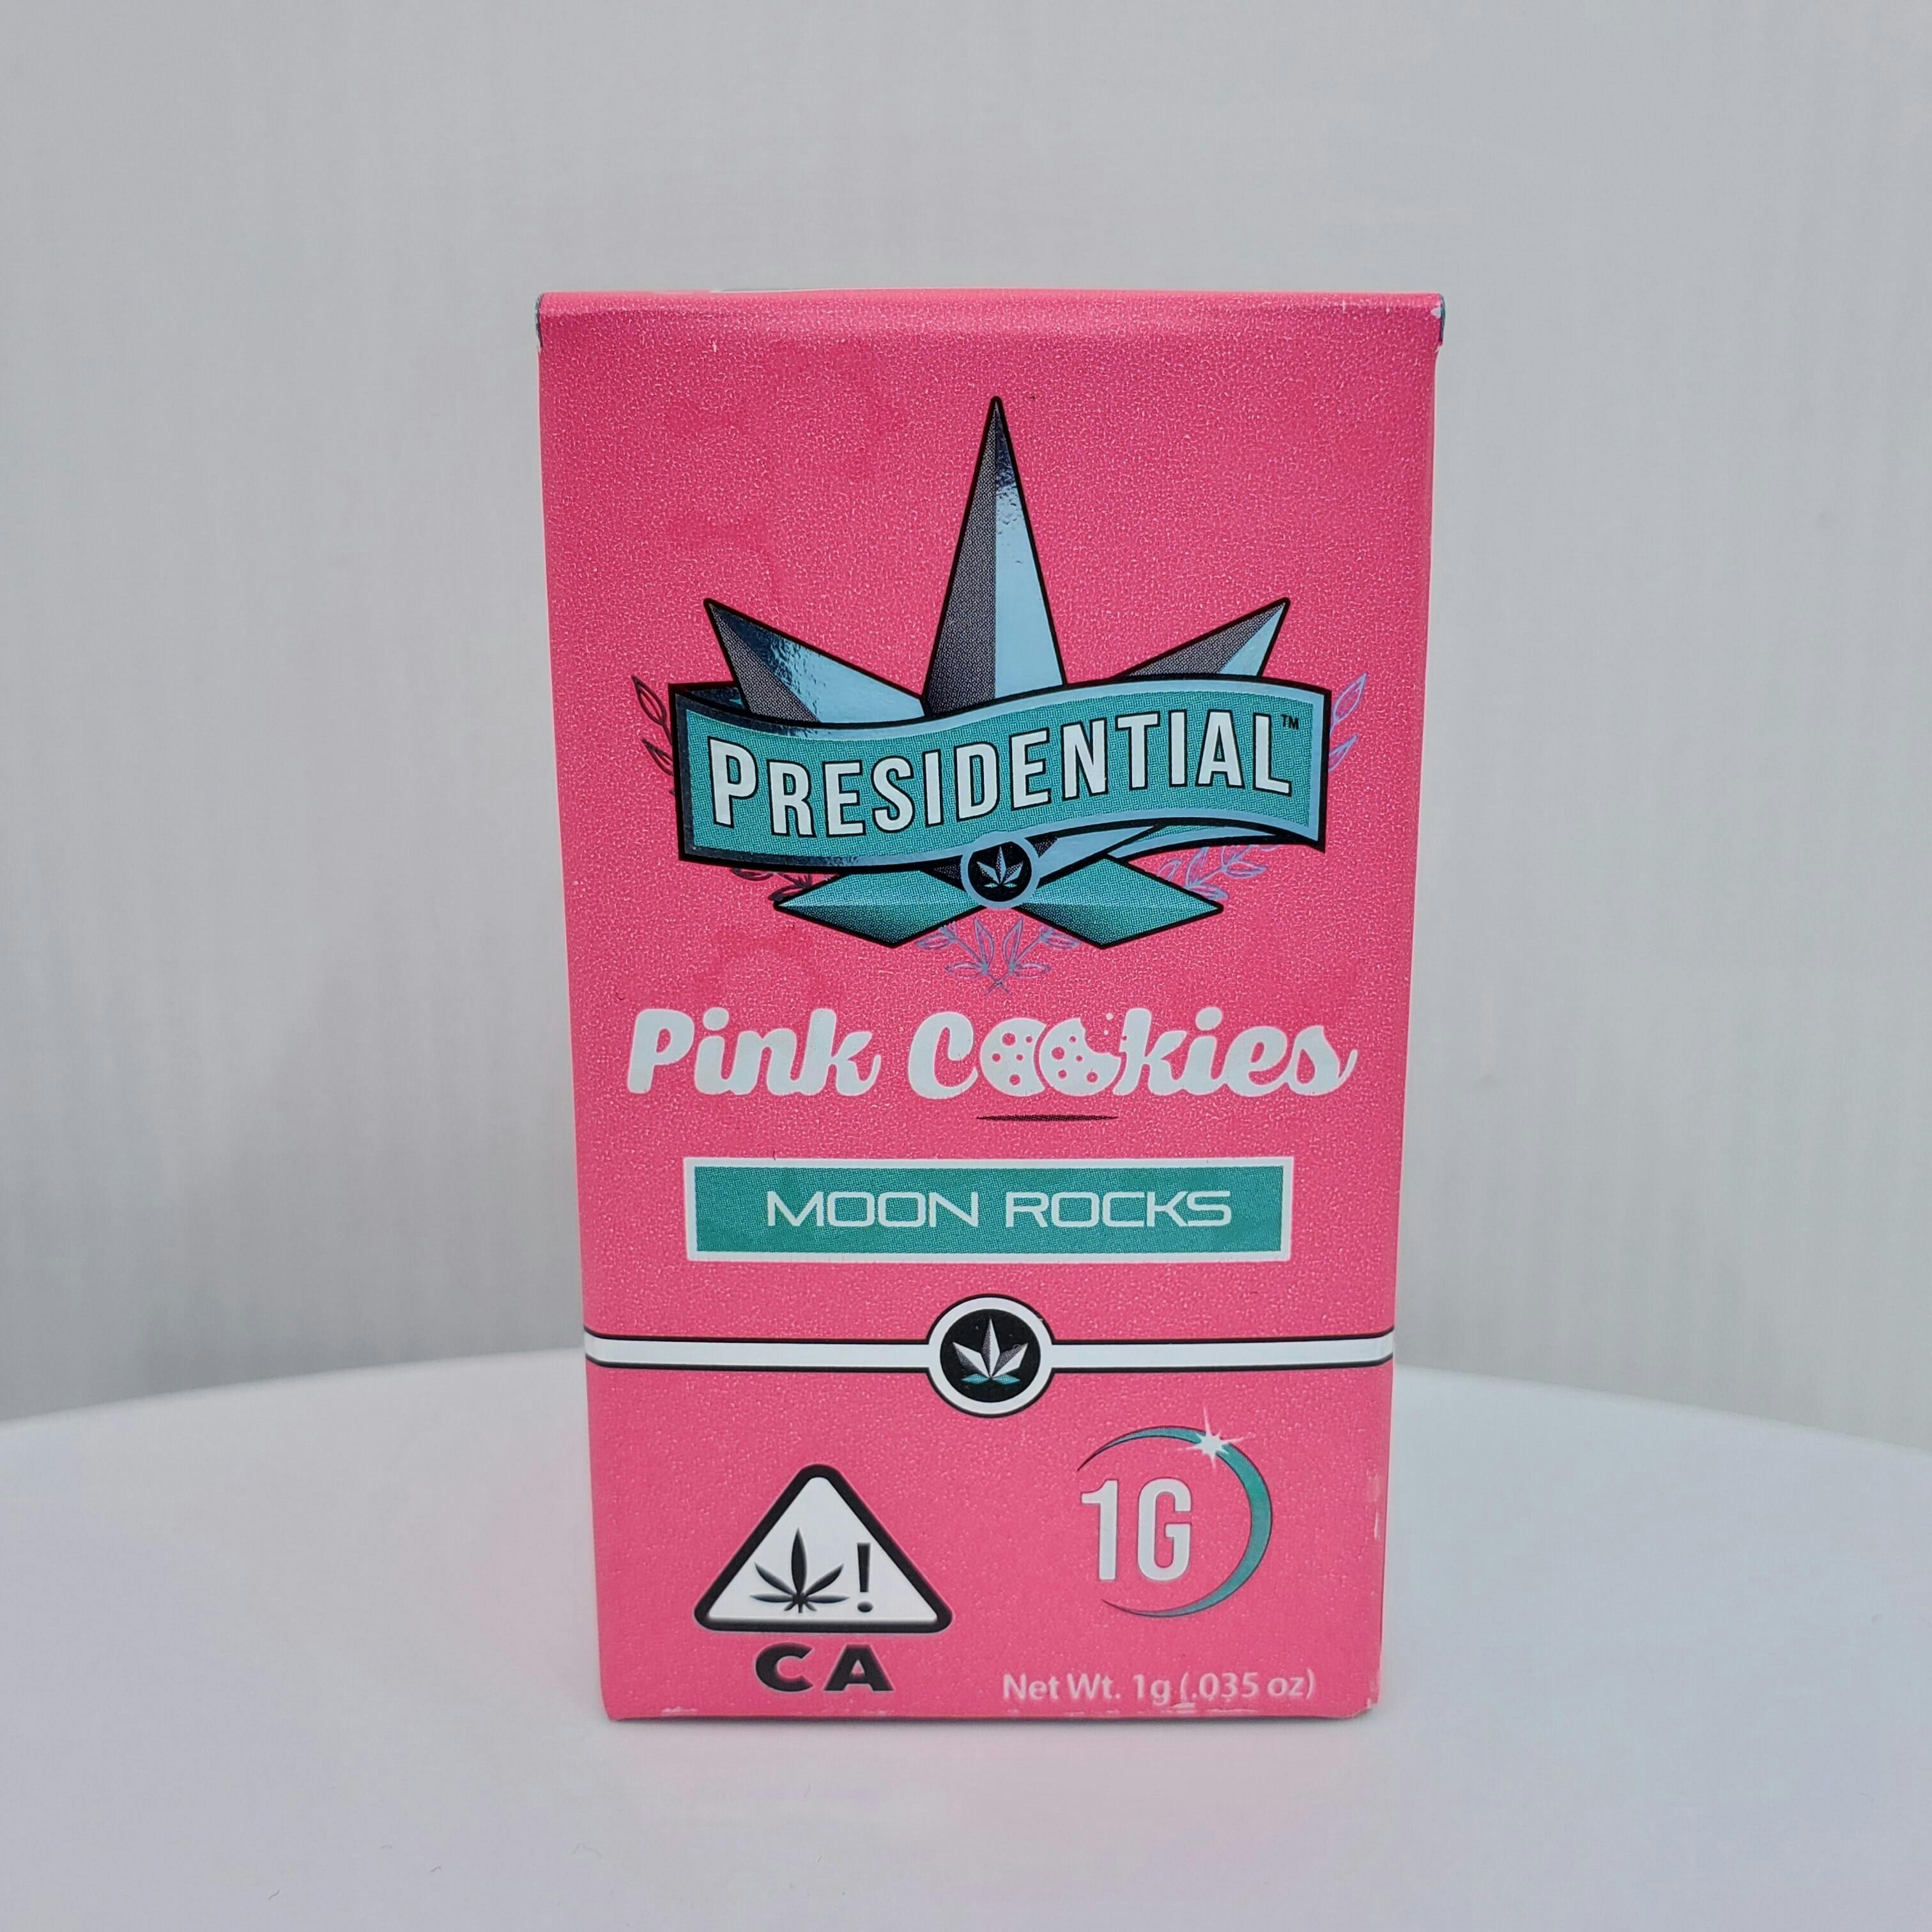 PRESIDENTIAL™
Pink Cookies
MOON ROCKS
1G
!
CA
Net Wt. 1g (.035 oz)